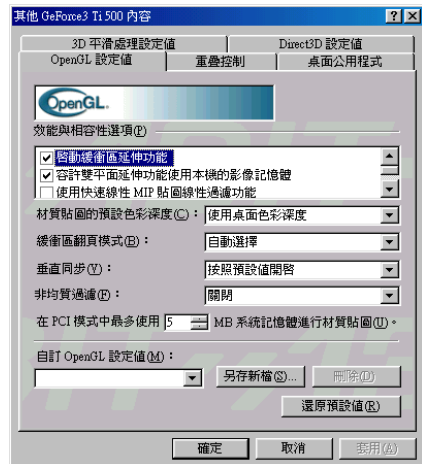 其他 GeForce3 Ti 500 內容
3D 平滑處理設定值
Direct3D 設定值
OpenGL 設定值
重疊控制
桌面公用程式
OpenGL.
效能與相容性選項(P)
啓動緩衝區延伸功能
容許雙平面延伸功能使用本機的影像記憶體
使用快速線性 MIP 貼圖線性過濾功能
材質貼圖的預設色彩深度(C)： 使用桌面色彩深度
緩衝區翻頁模式(B)： 自動選擇
垂直同步(V)： 按照預設值開啓
非均質過濾(F)： 關閉
在 PCI 模式中最多使用 5 MB 系統記憶體進行材質貼圖(U)。
自訂 OpenGL 設定值(M)：
另存新檔(S)...
刪除(D)
還原預設值(R)
確定
取消
套用(A)